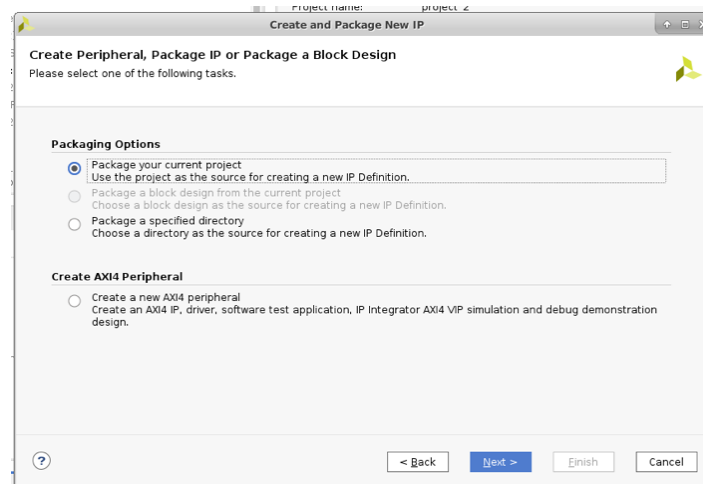 Project name: project_2
Create and Package New IP
Create Peripheral, Package IP or Package a Block Design
Please select one of the following tasks.
Packaging Options
Package your current project
Use the project as the source for creating a new IP Definition.
Package a block design from the current project
Choose a block design as the source for creating a new IP Definition.
Package a specified directory
Choose a directory as the source for creating a new IP Definition.
Create AXI4 Peripheral
Create a new AXI4 peripheral
Create an AXI4 IP, driver, software test application, IP Integrator AXI4 VIP simulation and debug demonstration
design.
?
< Back
Next >
Finish
Cancel